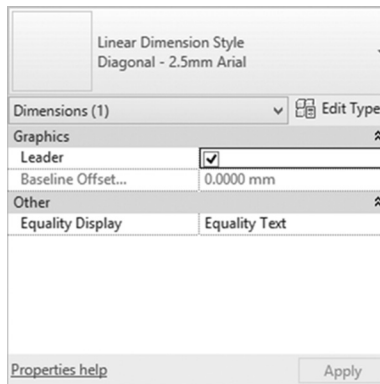 Linear Dimension Style
Diagonal - 2.5mm Arial
Dimensions (1) Edit Type
Graphics
Leader
Baseline Offset... 0.0000 mm
Other
Equality Display Equality Text
Properties help Apply